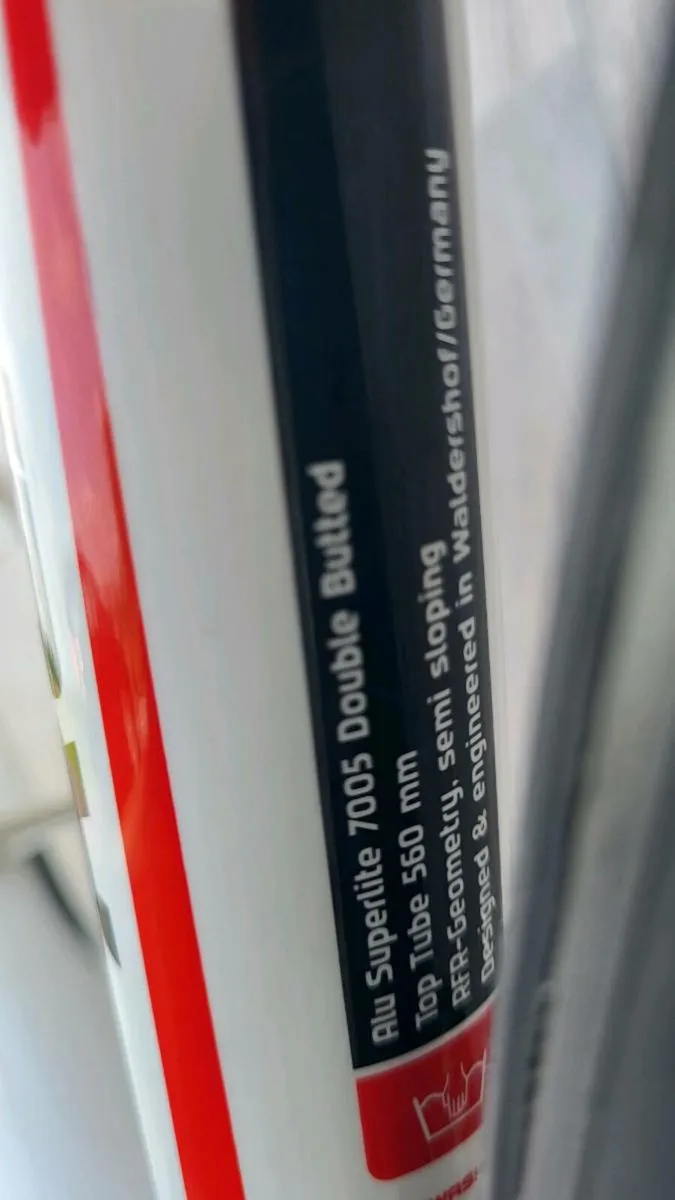 Alu Superlite 7005 Double Butted
Top Tube 560 mm
RFR-Geometry, semi sloping
Designed & engineered in Waldershof/Germany